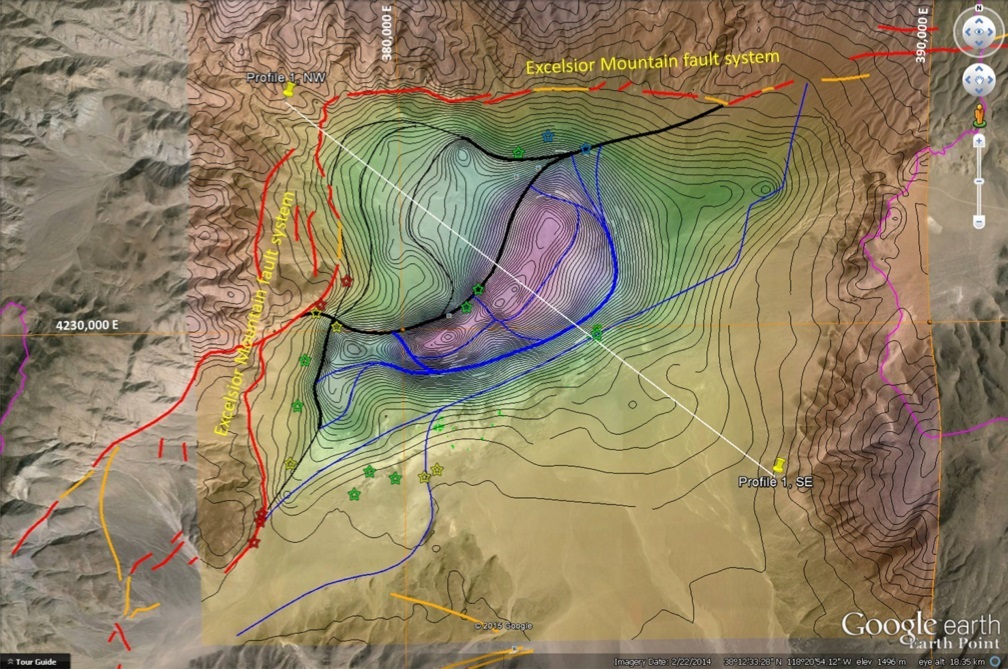 380,000 E
390,000 E
N
Excelsior Mountain fault system
Profile 1, NW
Excelsior Mountain fault system
4230,000 E
Profile 1, SE
© 2015 Google
Google earth
Earth Point
Tour Guide
Imagery Date: 2/22/2014 38°12'33.28" N 118°20'54.12" W elev 1496 m eye alt 18.35 km